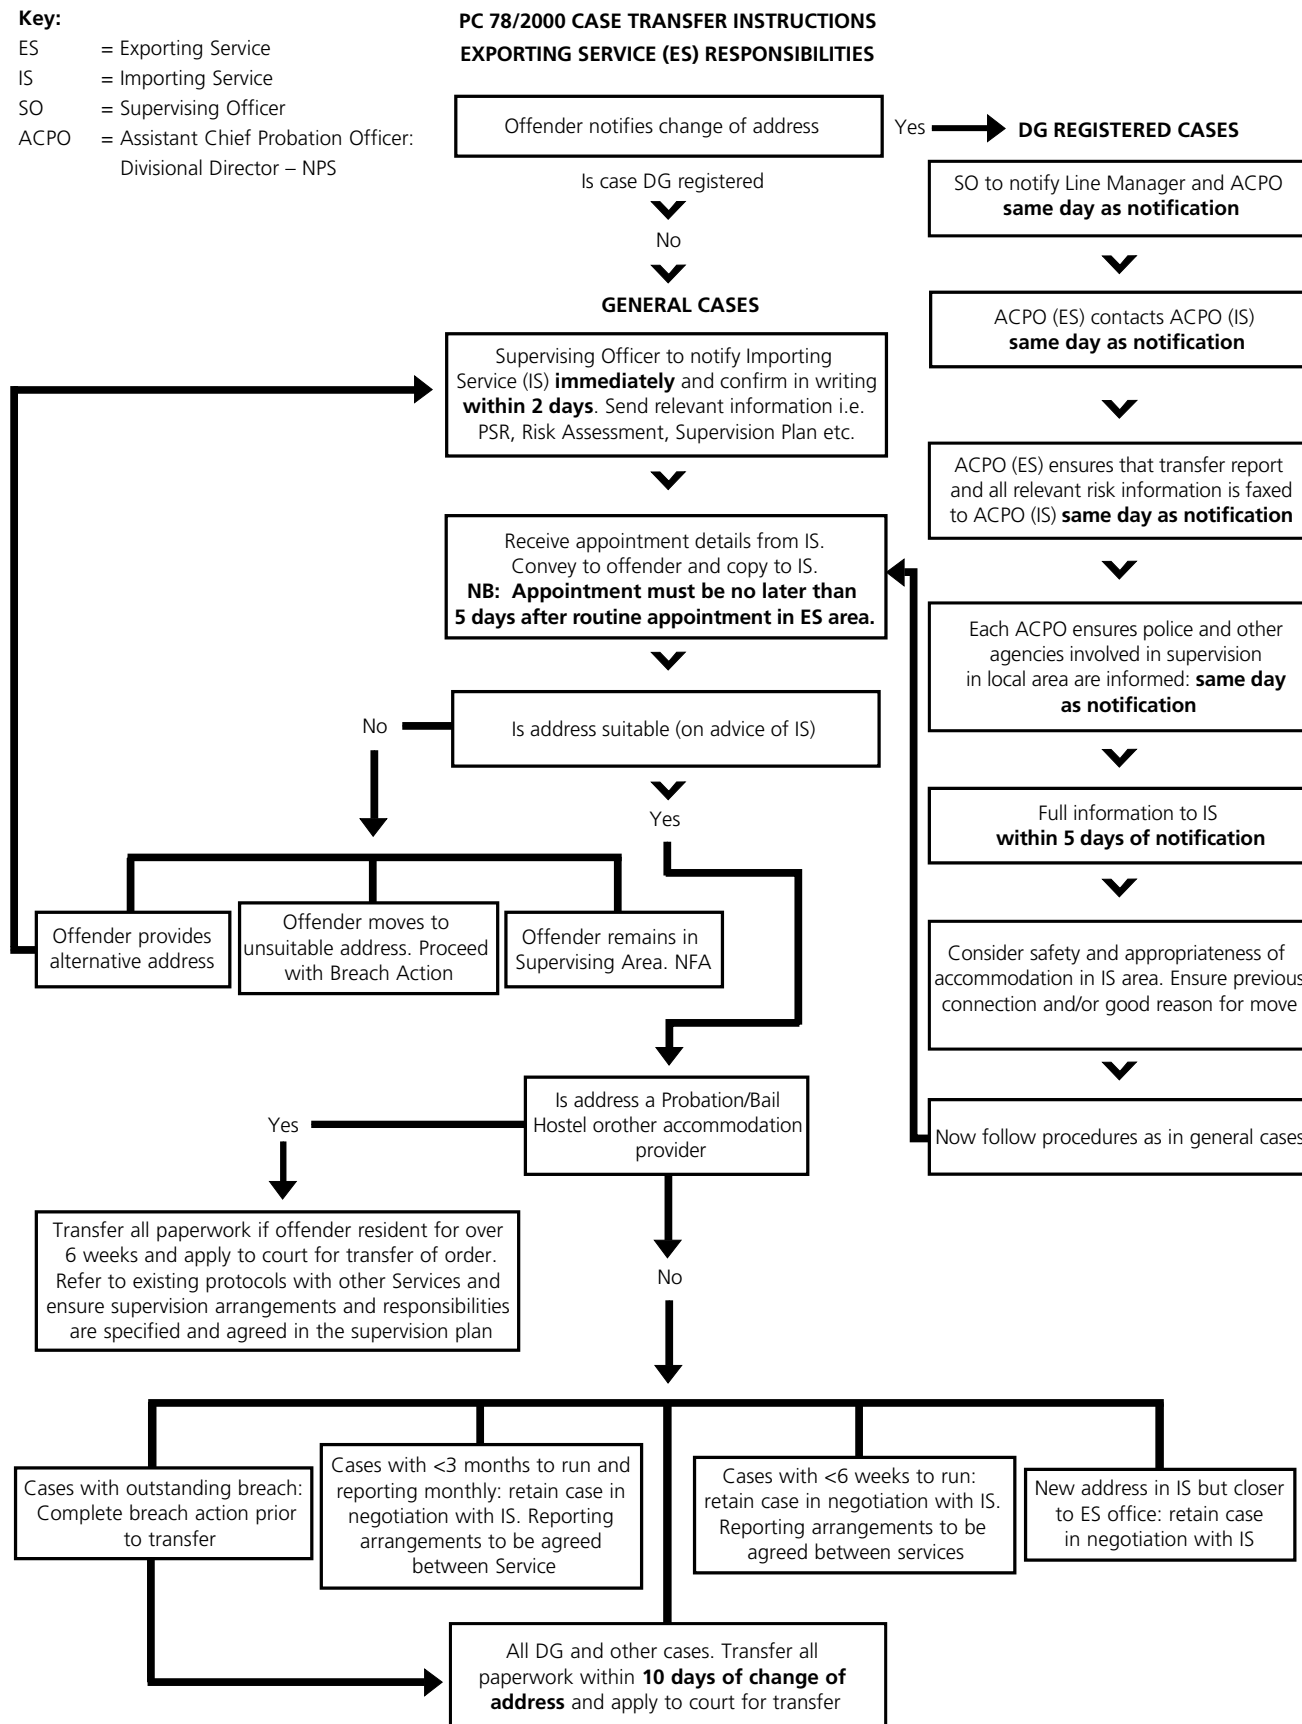 Key:
ES = Exporting Service
IS = Importing Service
SO = Supervising Officer
ACPO = Assistant Chief Probation Officer:
Divisional Director – NPS
PC 78/2000 CASE TRANSFER INSTRUCTIONS
EXPORTING SERVICE (ES) RESPONSIBILITIES
Offender notifies change of address
Yes
Is case DG registered
No
DG REGISTERED CASES
SO to notify Line Manager and ACPO
same day as notification
ACPO (ES) contacts ACPO (IS)
same day as notification
ACPO (ES) ensures that transfer report
and all relevant risk information is faxed
to ACPO (IS) same day as notification
Each ACPO ensures police and other
agencies involved in supervision
in local area are informed: same day
as notification
Full information to IS
within 5 days of notification
Consider safety and appropriateness of
accommodation in IS area. Ensure previous
connection and/or good reason for move
Now follow procedures as in general cases
GENERAL CASES
Supervising Officer to notify Importing
Service (IS) immediately and confirm in writing
within 2 days. Send relevant information i.e.
PSR, Risk Assessment, Supervision Plan etc.
Receive appointment details from IS.
Convey to offender and copy to IS.
NB: Appointment must be no later than
5 days after routine appointment in ES area.
Is address suitable (on advice of IS)
No
Yes
Offender provides
alternative address
Offender moves to
unsuitable address. Proceed
with Breach Action
Offender remains in
Supervising Area. NFA
Is address a Probation/Bail
Hostel orother accommodation
provider
Yes
No
Transfer all paperwork if offender resident for over
6 weeks and apply to court for transfer of order.
Refer to existing protocols with other Services and
ensure supervision arrangements and responsibilities
are specified and agreed in the supervision plan
Cases with outstanding breach:
Complete breach action prior
to transfer
Cases with <3 months to run and
reporting monthly: retain case in
negotiation with IS. Reporting
arrangements to be agreed
between Service
Cases with <6 weeks to run:
retain case in negotiation with IS.
Reporting arrangements to be
agreed between services
New address in IS but closer
to ES office: retain case
in negotiation with IS
All DG and other cases. Transfer all
paperwork within 10 days of change of
address and apply to court for transfer